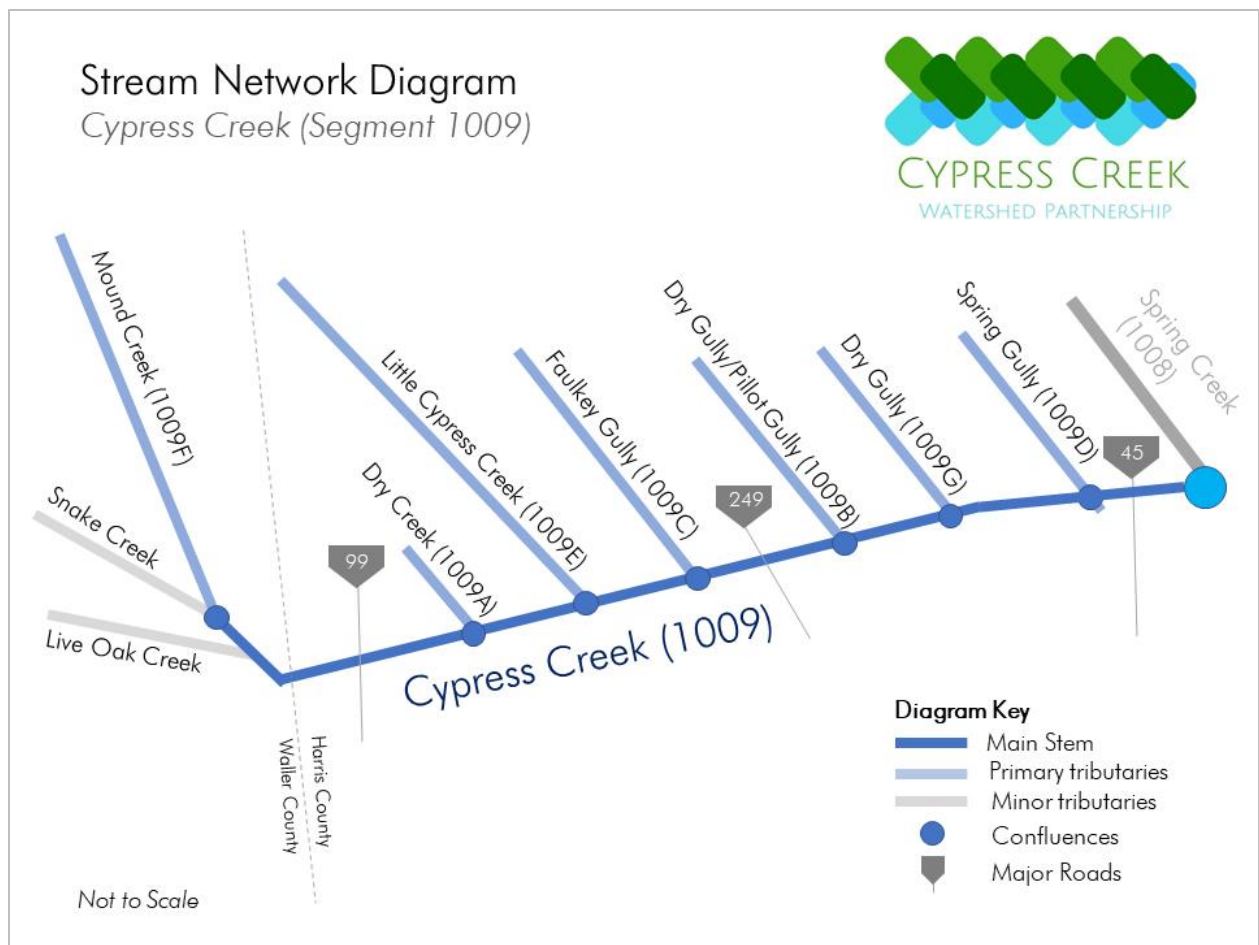 Stream Network Diagram
Cypress Creek (Segment 1009)
CYPRESS CREEK
WATERSHED PARTNERSHIP
Mound Creek (1009F)
Snake Creek
Live Oak Creek
99
Dry Creek (1009A)
Little Cypress Creek (1009E)
Faulkey Gully (1009C)
249
Dry Gully/Pillot Gully (1009B)
Dry Gully (1009G)
Spring Gully (1009D)
45
Spring Creek
(1008)
Cypress Creek (1009)
Waller County
Harris County
Diagram Key
Main Stem
Primary tributaries
Minor tributaries
Confluences
Major Roads
Not to Scale